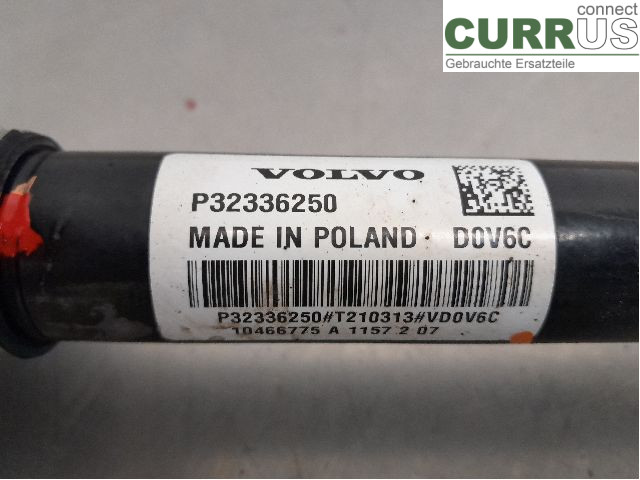 connect
CURRUS
Gebrauchte Ersatzteile
VOLVO
P32336250
MADE IN POLAND D0V6C
P32336250#T210313#VD0V6C
10466775 A 1157 2 07